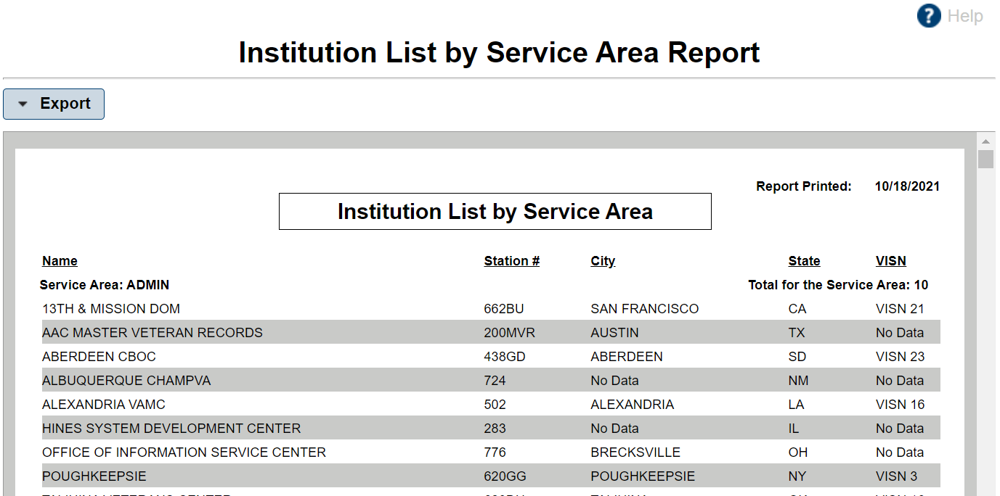 Help
Institution List by Service Area Report
Export
Report Printed: 10/18/2021
Institution List by Service Area
Name Station # City State VISN
Service Area: ADMIN Total for the Service Area: 10
13TH & MISSION DOM 662BU SAN FRANCISCO CA VISN 21
AAC MASTER VETERAN RECORDS 200MVR AUSTIN TX No Data
ABERDEEN CBOC 438GD ABERDEEN SD VISN 23
ALBUQUERQUE CHAMPVA 724 No Data NM No Data
ALEXANDRIA VAMC 502 ALEXANDRIA LA VISN 16
HINES SYSTEM DEVELOPMENT CENTER 283 No Data IL No Data
OFFICE OF INFORMATION SERVICE CENTER 776 BRECKSVILLE OH No Data
POUGHKEEPSIE 620GG POUGHKEEPSIE NY VISN 3